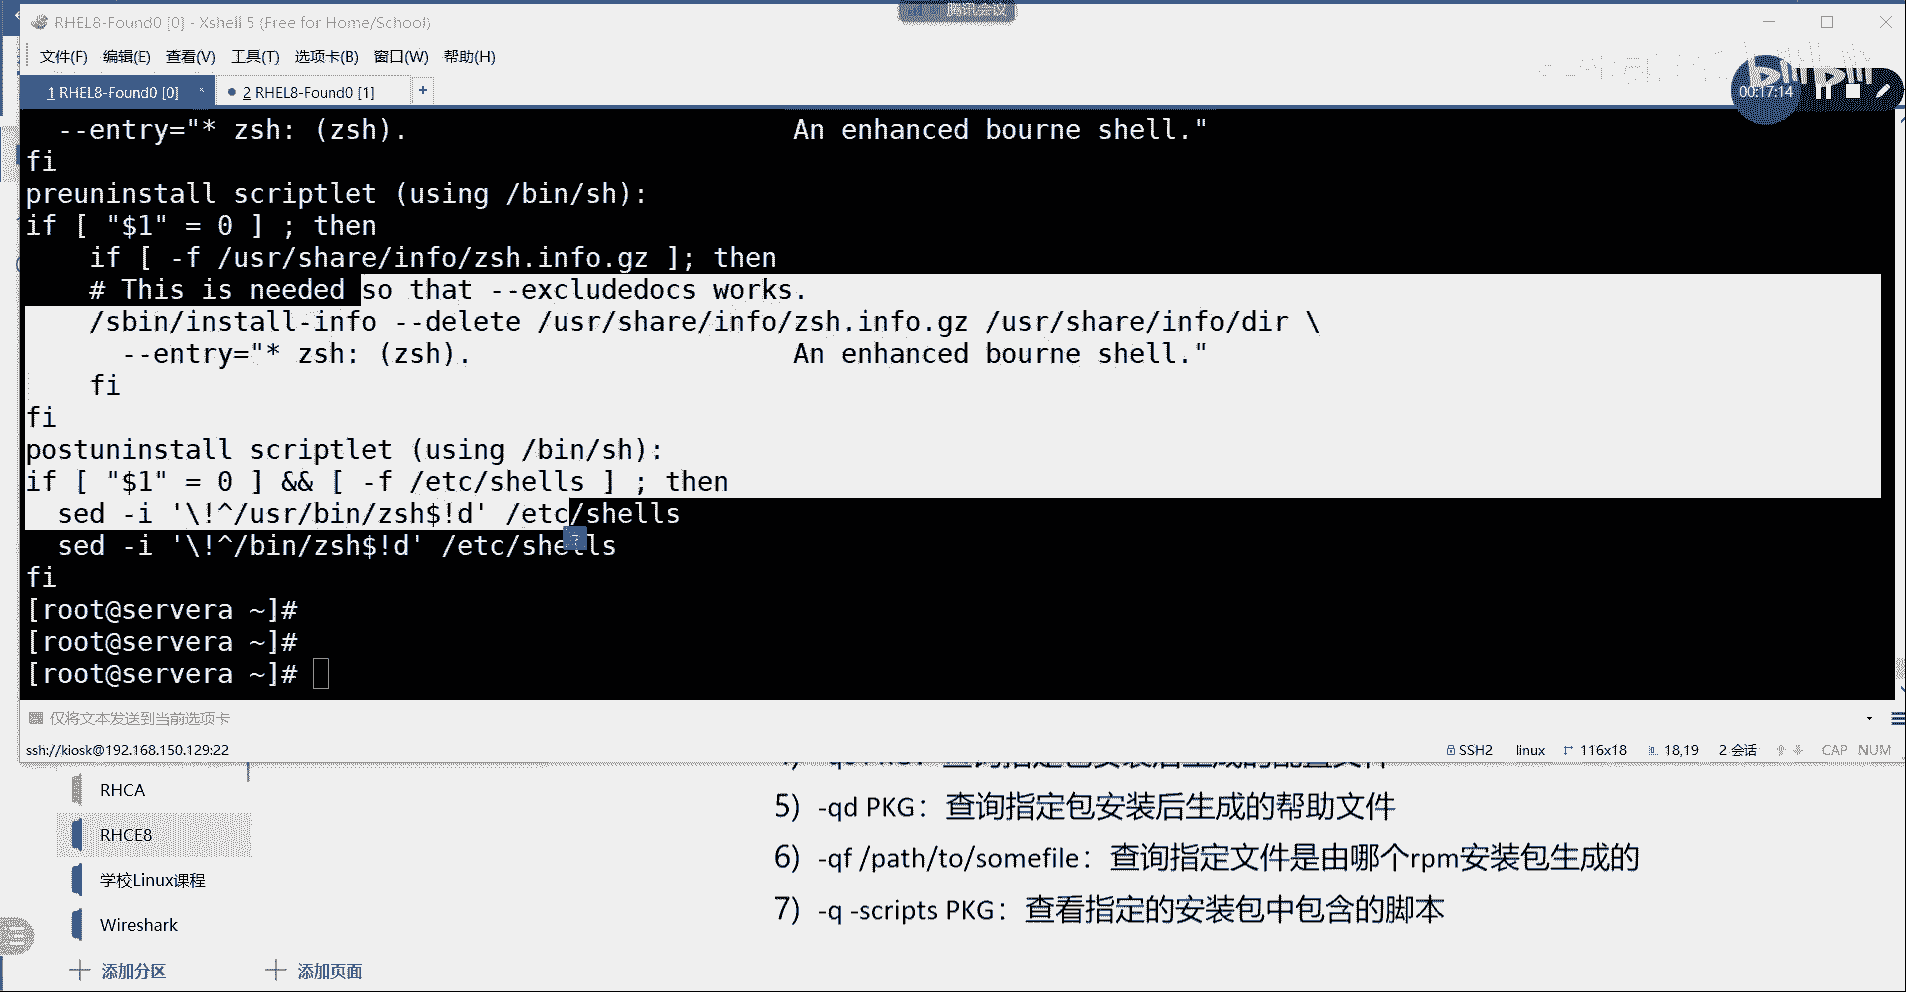 RHEL8-Found0 [0] - Xshell 5 (Free for Home/School)
腾讯会议
文件(F) 编辑(E) 查看(V) 工具(T) 选项卡(B) 窗口(W) 帮助(H)
bilibili
00:17:14
1 RHEL8-Found0 [0] × 2 RHEL8-Found0 [1] +
--entry="* zsh: (zsh). An enhanced bourne shell."
fi
preuninstall scriptlet (using /bin/sh):
if [ "$1" = 0 ] ; then
if [ -f /usr/share/info/zsh.info.gz ]; then
# This is needed so that --excludedocs works.
/sbin/install-info --delete /usr/share/info/zsh.info.gz /usr/share/info/dir \
--entry="* zsh: (zsh). An enhanced bourne shell."
fi
fi
postuninstall scriptlet (using /bin/sh):
if [ "$1" = 0 ] && [ -f /etc/shells ] ; then
sed -i '\!^/usr/bin/zsh$!d' /etc/shells
sed -i '\!^/bin/zsh$!d' /etc/shells
fi
[root@servera ~]#
[root@servera ~]#
[root@servera ~]#
仅将文本发送到当前选项卡
ssh://kiosk@192.168.150.129:22 SSH2 linux 116x18 18,19 2 会话 CAP NUM
RHCA
5) -qd PKG：查询指定包安装后生成的帮助文件
RHCE8
6) -qf /path/to/somefile：查询指定文件是由哪个rpm安装包生成的
学校Linux课程
7) -q -scripts PKG：查看指定的安装包中包含的脚本
Wireshark
添加分区 添加页面